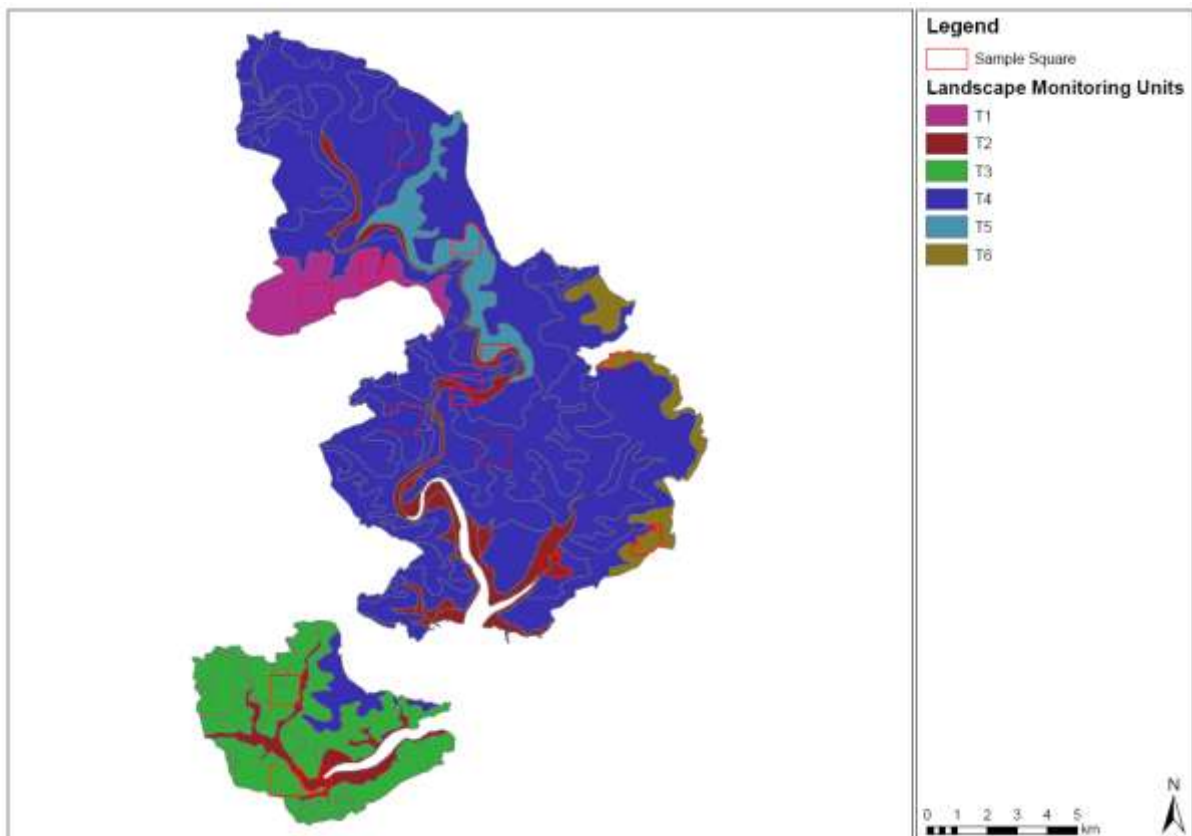 Legend
Sample Square
Landscape Monitoring Units
T1
T2
T3
T4
T5
T6
N
0 1 2 3 4 5
km